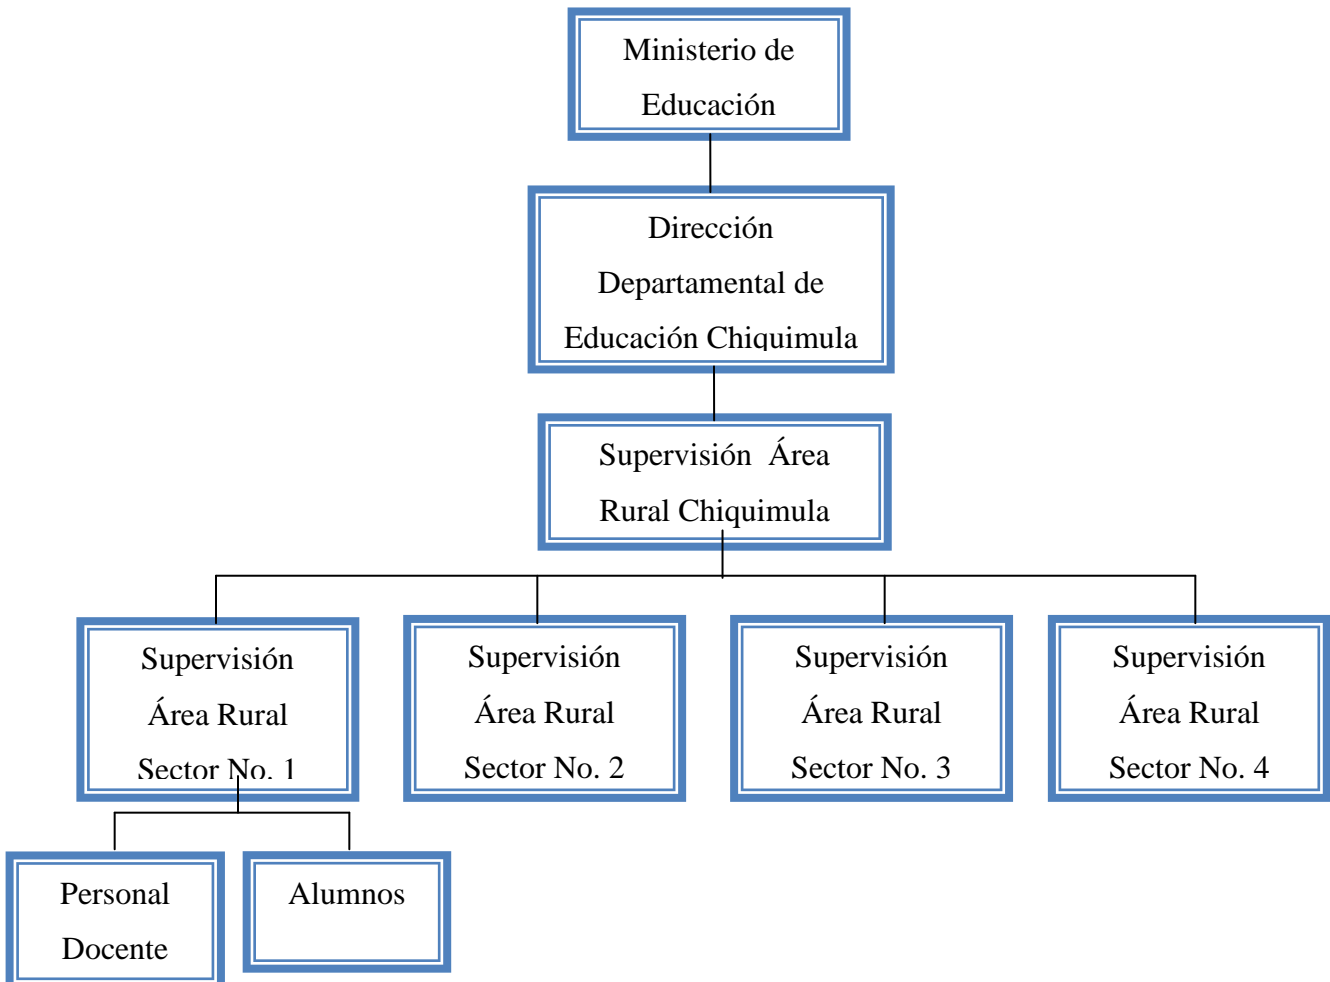 Ministerio de
Educación
Dirección
Departamental de
Educación Chiquimula
Supervisión Área
Rural Chiquimula
Supervisión
Área Rural
Sector No. 1
Supervisión
Área Rural
Sector No. 2
Supervisión
Área Rural
Sector No. 3
Supervisión
Área Rural
Sector No. 4
Personal
Docente
Alumnos